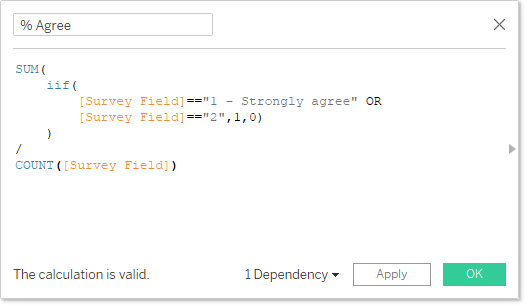 % Agree
SUM(
iif(
[Survey Field]=="1 - Strongly agree" OR
[Survey Field]=="2",1,0)
)
/
COUNT([Survey Field])
The calculation is valid.
1 Dependency
Apply
OK